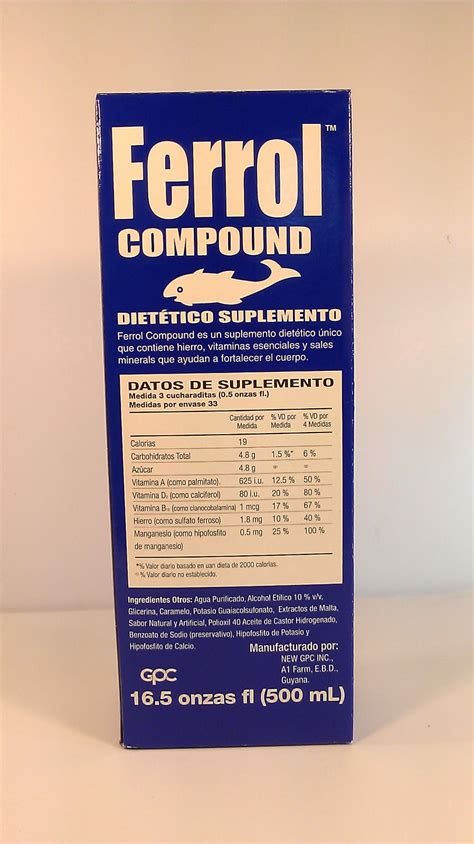 Ferrol™
COMPOUND
DIETÉTICO SUPLEMENTO
Ferrol Compound es un suplemento dietético único
que contiene hierro, vitaminas esenciales y sales
minerals que ayudan a fortalecer el cuerpo.
DATOS DE SUPLEMENTO
Medida 3 cucharaditas (0.5 onzas fl.)
Medidas por envase 33
Cantidad por Medida % VD por Medida % VD por 4 Medidas
Calorias 19
Carbohidratos Total 4.8 g 1.5 %* 6 %
Azúcar 4.8 g
Vitamina A (como palmitato). 625 i.u. 12.5 % 50 %
Vitamina D₂ (como calciferol) 80 i.u. 20 % 80 %
Vitamina B₁₂ (como cianocobalamina) 1 mcg 17 % 67 %
Hierro (como sulfato ferroso) 1.8 mg 10 % 40 %
Manganesio (como hipofosfito 0.5 mg 25 % 100 %
de manganesio)
*% Valor diario basado en uan dieta de 2000 calorias.
% Valor diario no establecido.
Ingredientes Otros: Agua Purificado, Alcohol Etílico 10 % v/v,
Glicerina, Caramelo, Potasio Guaiacolsufonato, Extractos de Malta,
Sabor Natural y Artificial, Polioxil 40 Aceite de Castor Hidrogenado,
Benzoato de Sodio (preservativo), Hipofosfito de Potasio y
Hipofosfito de Calcio.
Manufacturado por:
NEW GPC INC.,
A1 Farm, E.B.D.,
Guyana.
GPC
16.5 onzas fl (500 mL)